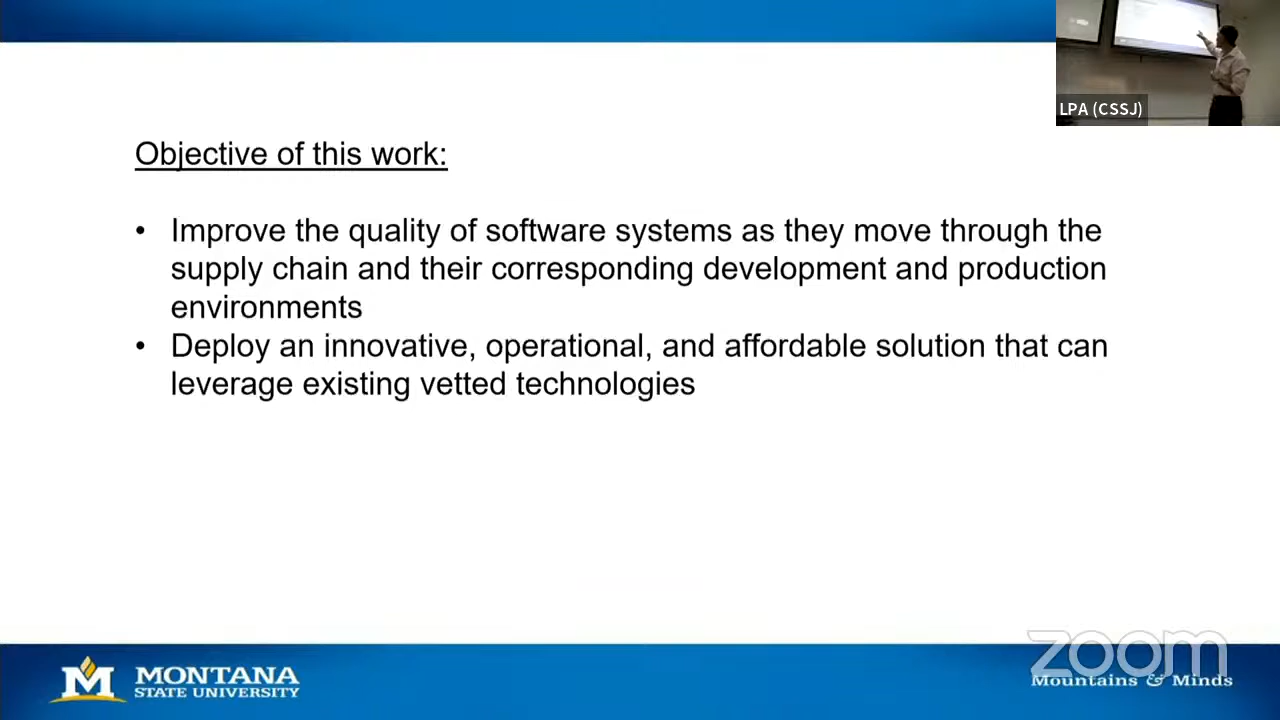 LPA (CSSJ)
Objective of this work:
• Improve the quality of software systems as they move through the
supply chain and their corresponding development and production
environments
• Deploy an innovative, operational, and affordable solution that can
leverage existing vetted technologies
M MONTANA
STATE UNIVERSITY
zoom
Mountains & Minds